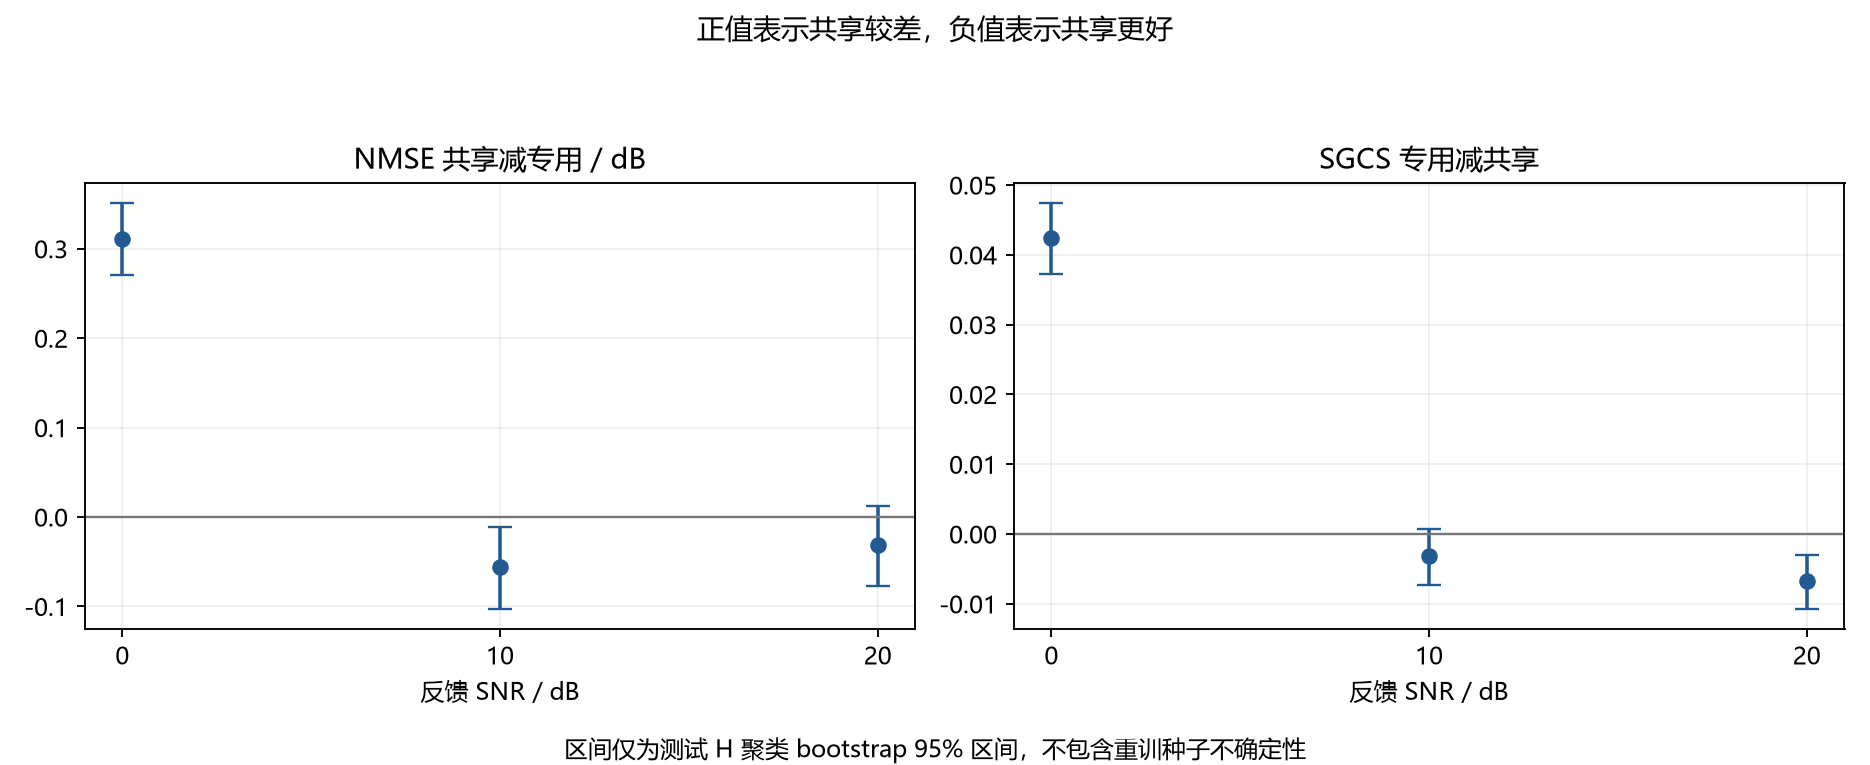 正值表示共享较差，负值表示共享更好
NMSE 共享减专用 / dB
0.3
0.2
0.1
0.0
-0.1
0 10 20
反馈 SNR / dB
SGCS 专用减共享
0.05
0.04
0.03
0.02
0.01
0.00
-0.01
0 10 20
反馈 SNR / dB
区间仅为测试 H 聚类 bootstrap 95% 区间，不包含重训种子不确定性